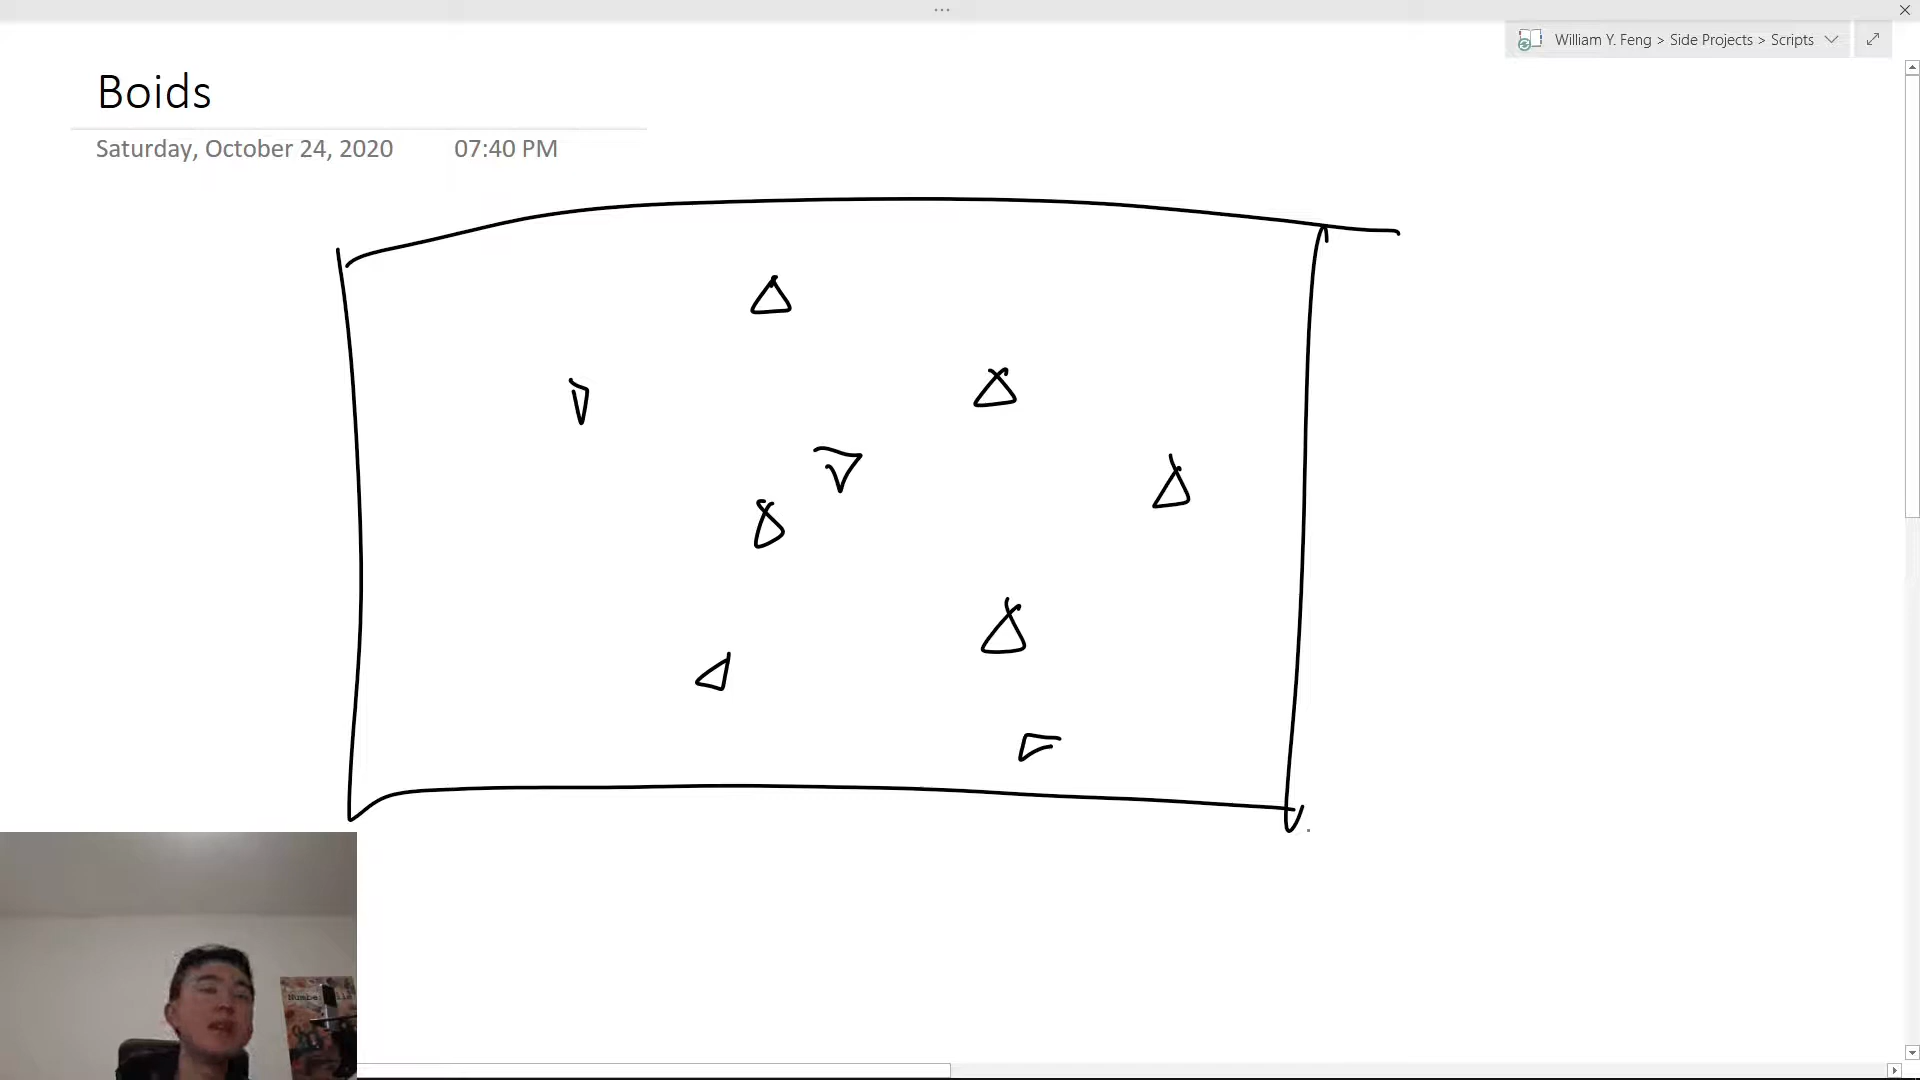 William Y. Feng > Side Projects > Scripts
Boids
Saturday, October 24, 2020 07:40 PM